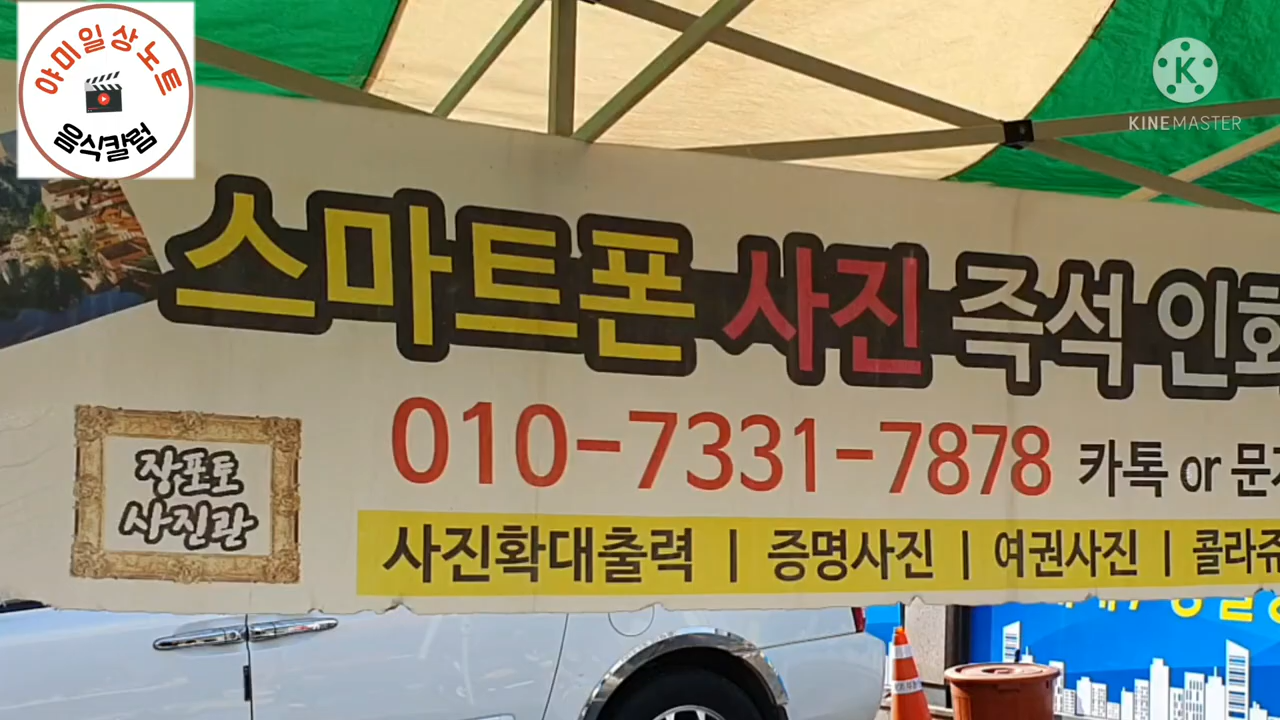 야미일상노트
음식칼럼
KINEMASTER
스마트폰 사진 즉석 인화
010-7331-7878 카톡 or 문자
장포토
사진관
사진확대출력 | 증명사진 | 여권사진 | 콜라쥬